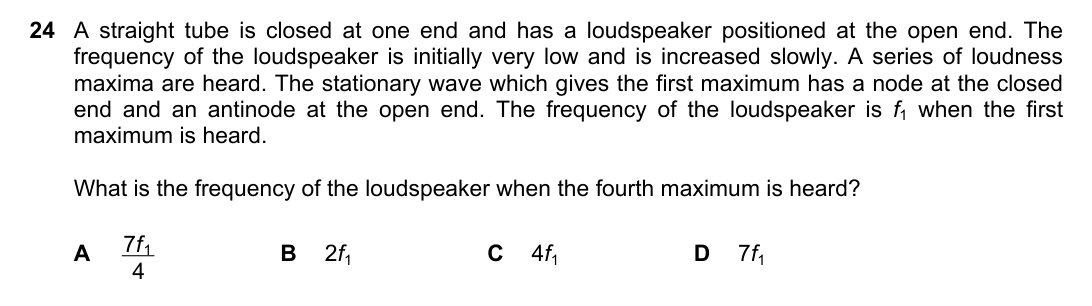 24 A straight tube is closed at one end and has a loudspeaker positioned at the open end. The
frequency of the loudspeaker is initially very low and is increased slowly. A series of loudness
maxima are heard. The stationary wave which gives the first maximum has a node at the closed
end and an antinode at the open end. The frequency of the loudspeaker is f₁ when the first
maximum is heard.
What is the frequency of the loudspeaker when the fourth maximum is heard?
A 7f₁/4 B 2f₁ C 4f₁ D 7f₁